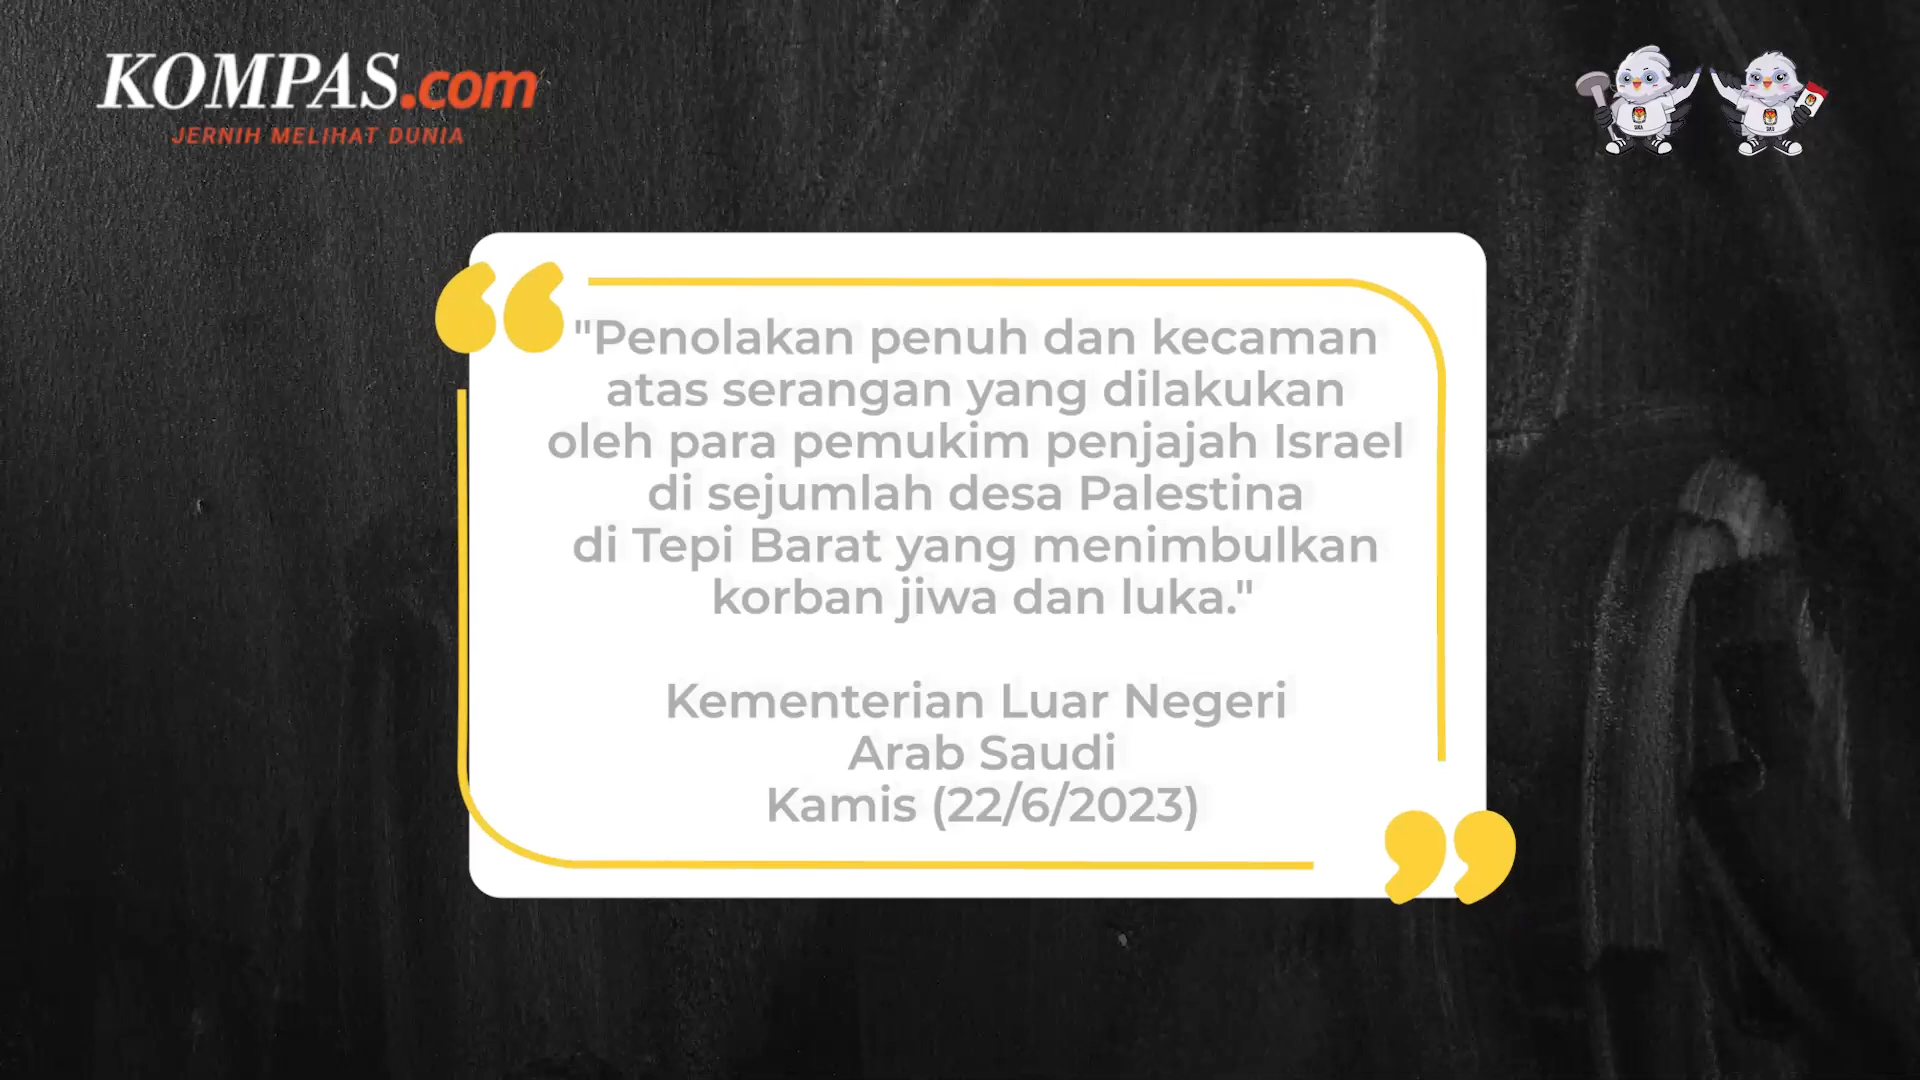 KOMPAS.com
JERNIH MELIHAT DUNIA
"Penolakan penuh dan kecaman
atas serangan yang dilakukan
oleh para pemukim penjajah Israel
di sejumlah desa Palestina
di Tepi Barat yang menimbulkan
korban jiwa dan luka."
Kementerian Luar Negeri
Arab Saudi
Kamis (22/6/2023)